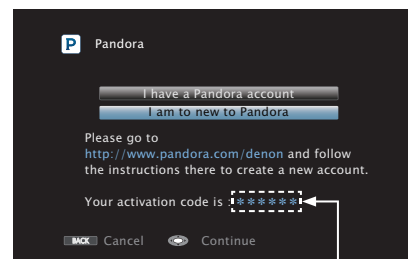 P Pandora
I have a Pandora account
I am to new to Pandora
Please go to
http://www.pandora.com/denon and follow
the instructions there to create a new account.
Your activation code is : ******
BACK Cancel Continue